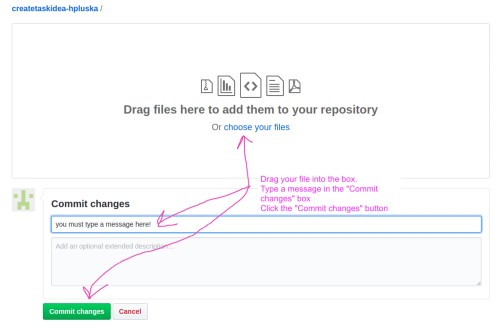 createtaskidea-hpluska /
Drag files here to add them to your repository
Or choose your files
Drag your file into the box.
Type a message in the "Commit
changes" box
Click the "Commit changes" button
Commit changes
you must type a message here!
Add an optional extended description...
Commit changes Cancel